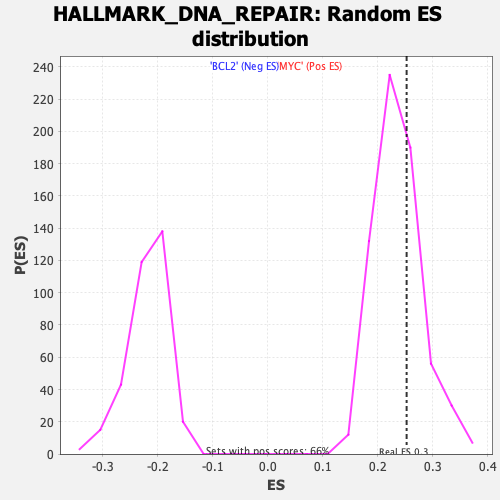 HALLMARK_DNA_REPAIR: Random ES
distribution
'BCL2' (Neg ES)MYC' (Pos ES)
240
220
200
180
160
140
120
100
80
60
40
20
0
P(ES)
Sets with pos scores: 66%
Real ES 0.3
-0.3 -0.2 -0.1 0.0 0.1 0.2 0.3 0.4
ES